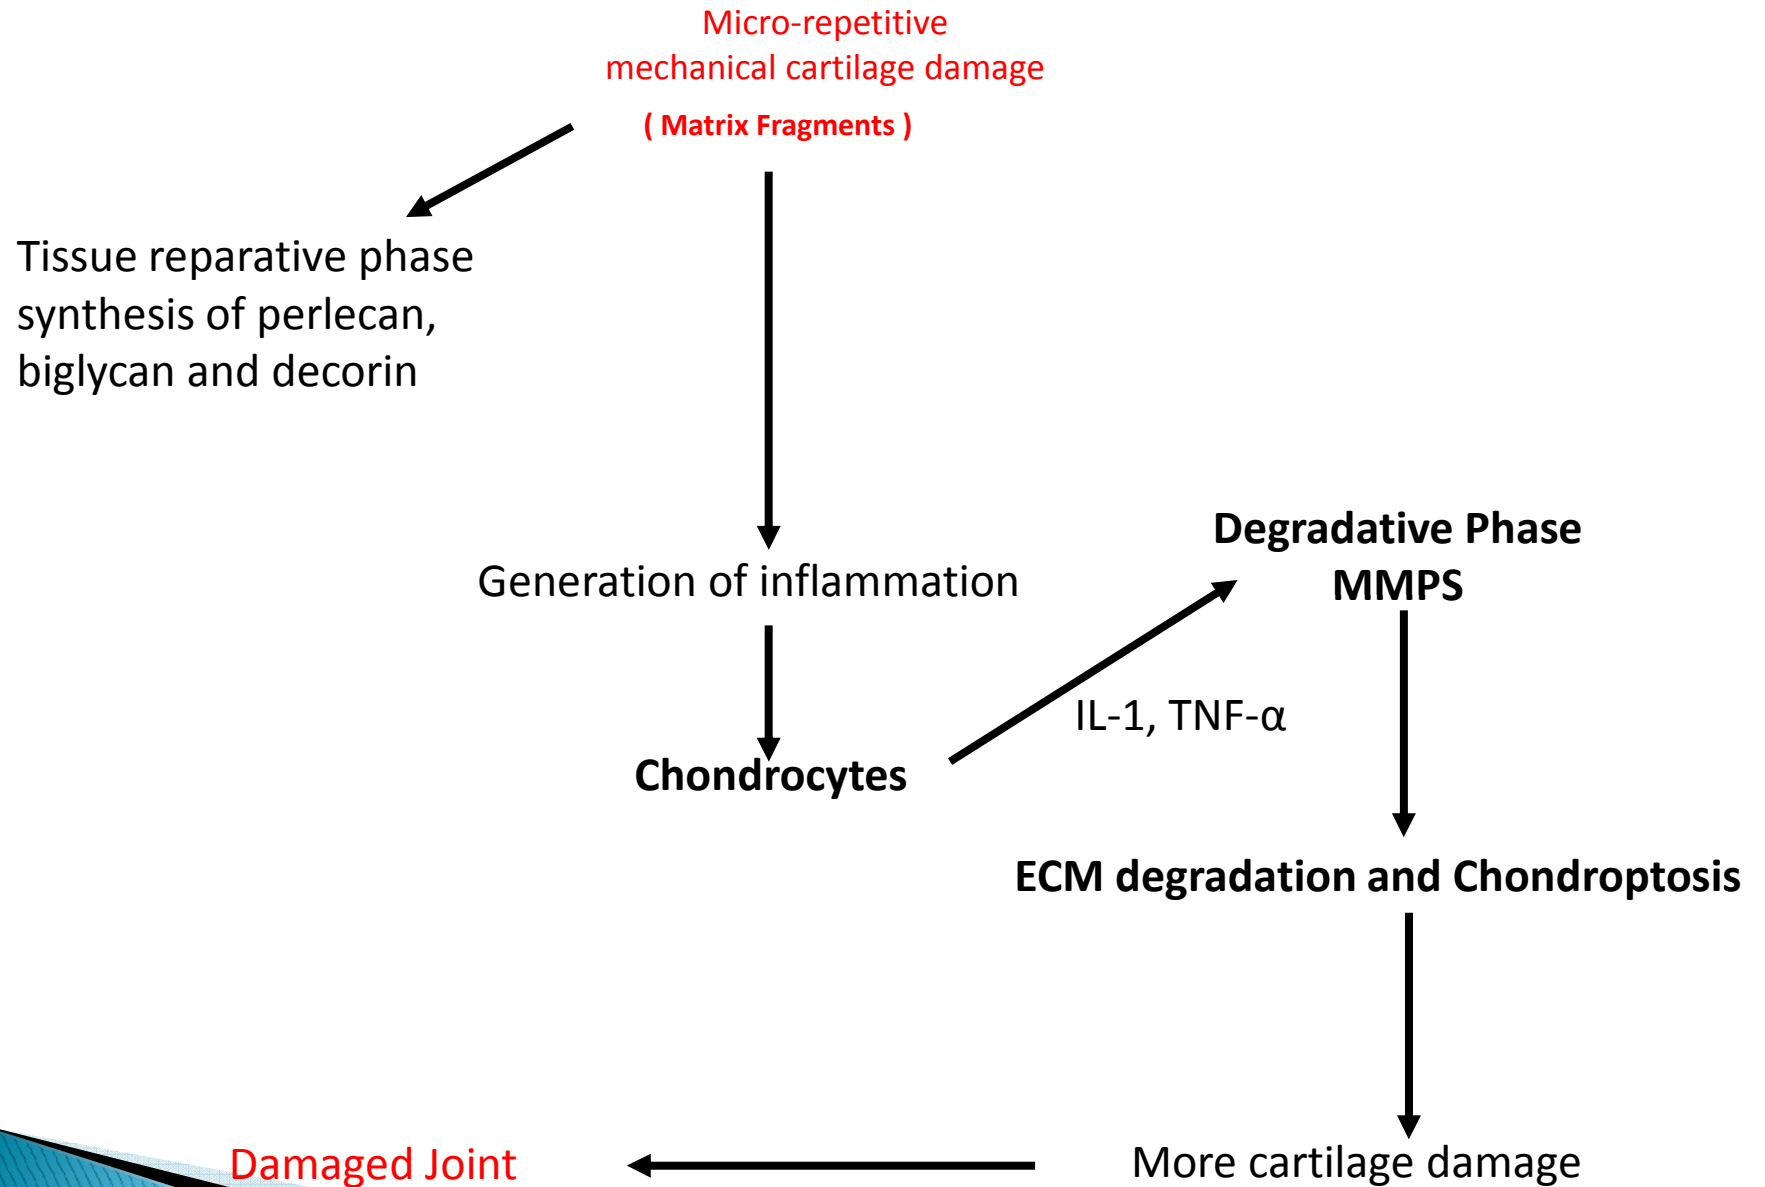 Micro-repetitive
mechanical cartilage damage
( Matrix Fragments )
Tissue reparative phase
synthesis of perlecan,
biglycan and decorin
Generation of inflammation
Degradative Phase
MMPS
IL-1, TNF-α
Chondrocytes
ECM degradation and Chondroptosis
More cartilage damage
Damaged Joint